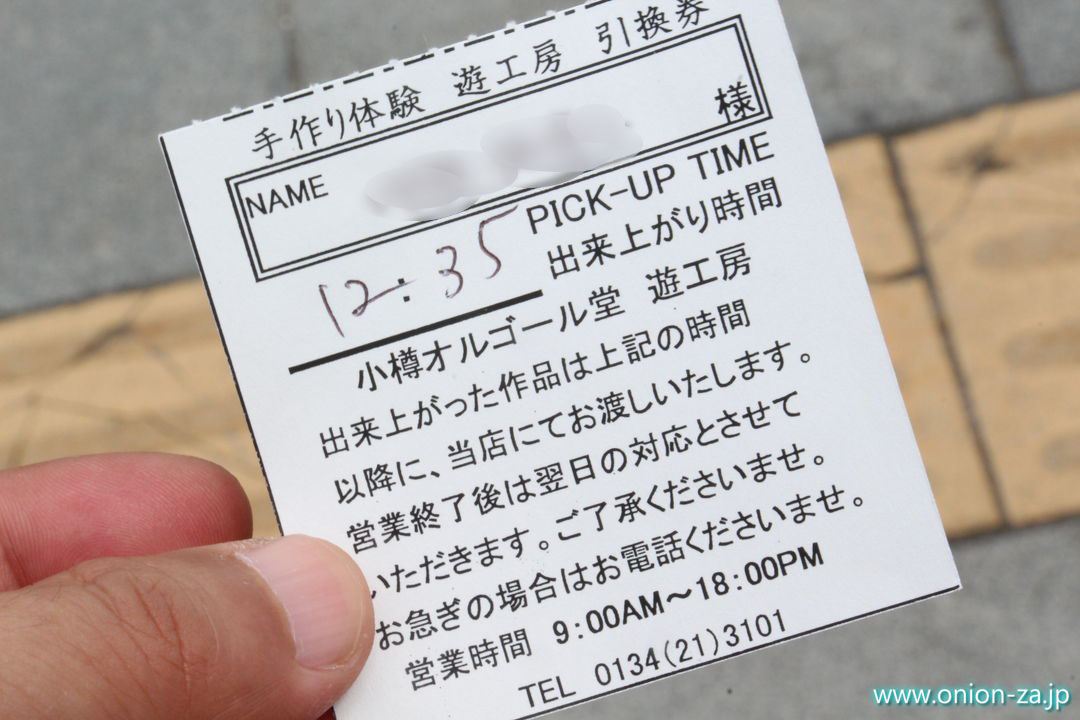 手作り体験 遊工房 引換券
NAME 様
12:35 PICK-UP TIME
出来上がり時間
小樽オルゴール堂 遊工房
出来上がった作品は上記の時間
以降に、当店にてお渡しいたします。
営業終了後は翌日の対応とさせて
いただきます。ご了承くださいませ。
お急ぎの場合はお電話くださいませ。
営業時間 9:00AM～18:00PM
TEL 0134(21)3101
www.onion-za.jp